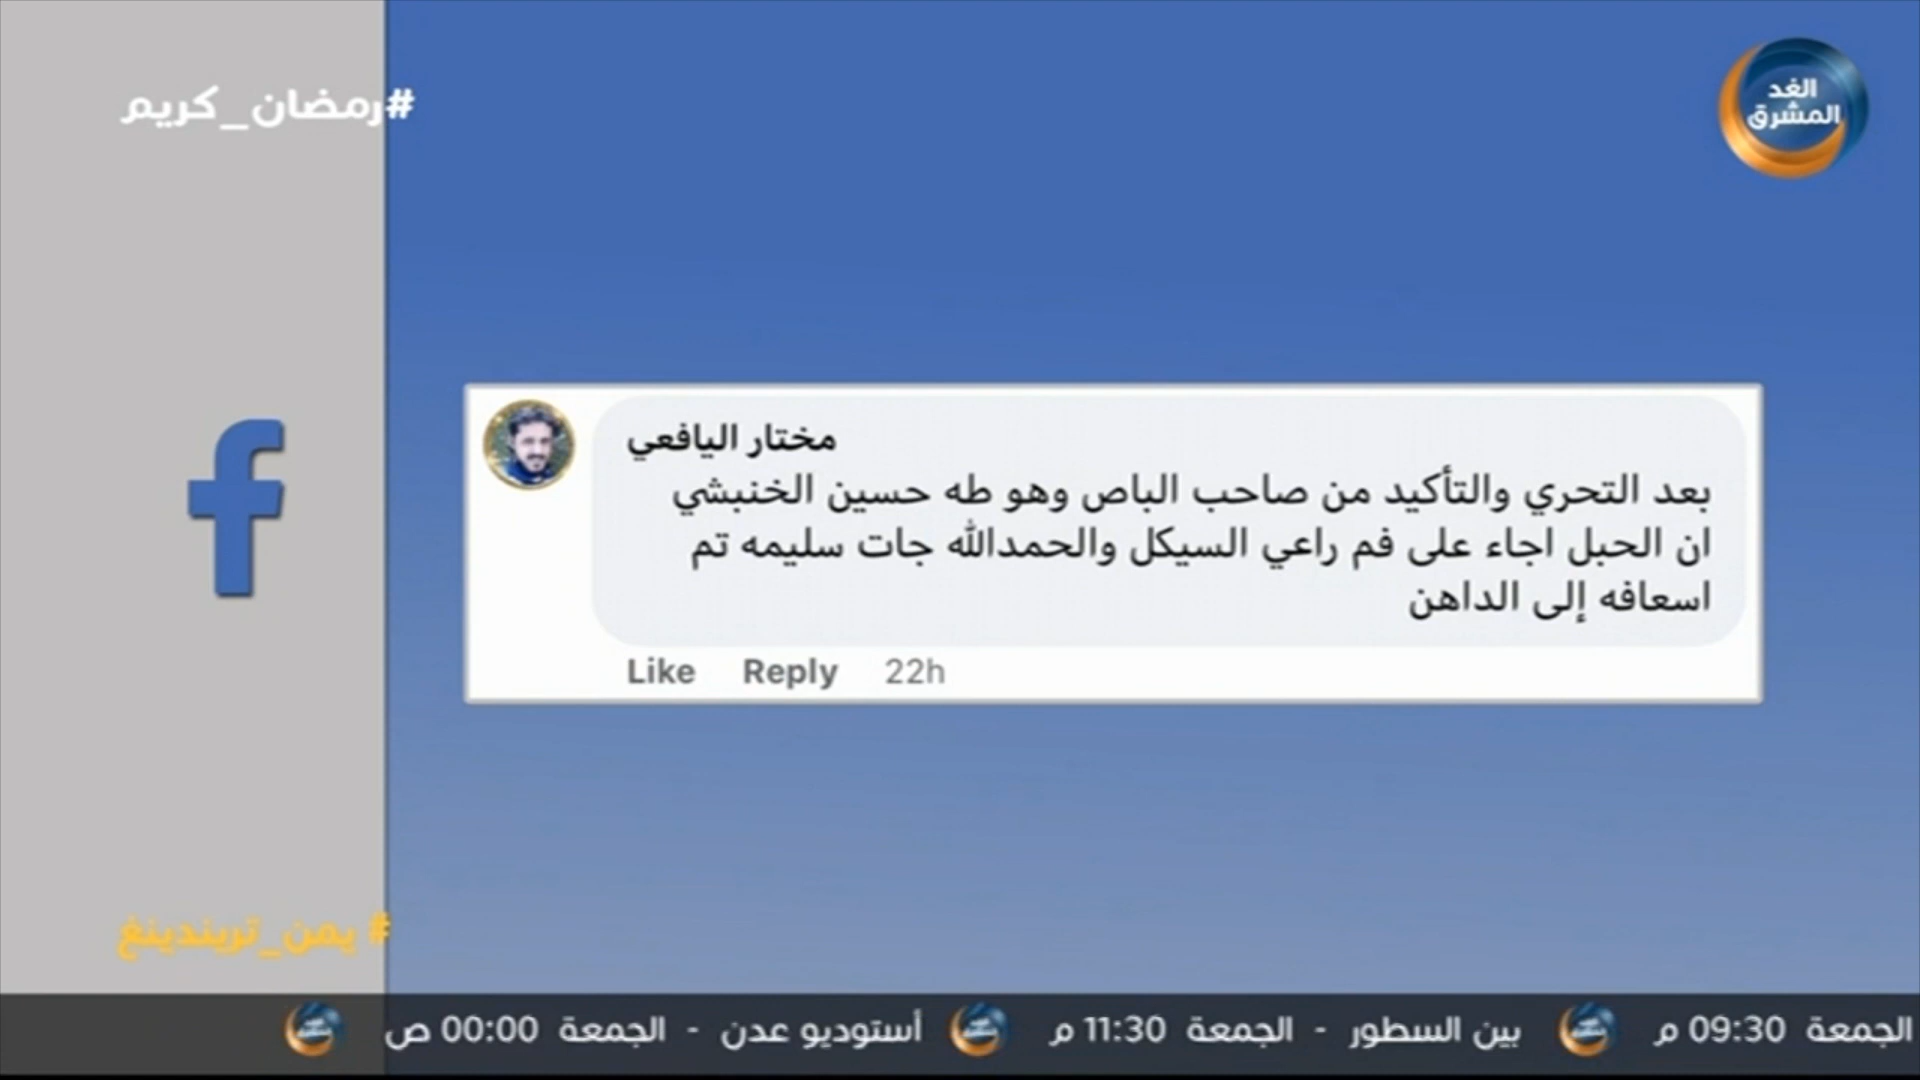 #رمضان_كريم
الغد
المشرق
مختار اليافعي
بعد التحري والتأكيد من صاحب الباص وهو طه حسين الخنبشي
ان الحبل اجاء على فم راعي السيكل والحمدالله جات سليمه تم
اسعافه إلى الداهن
Like Reply 22h
# يمن_تريندينغ
الجمعة 09:30 م بين السطور - الجمعة 11:30 م أستوديو عدن - الجمعة 00:00 ص